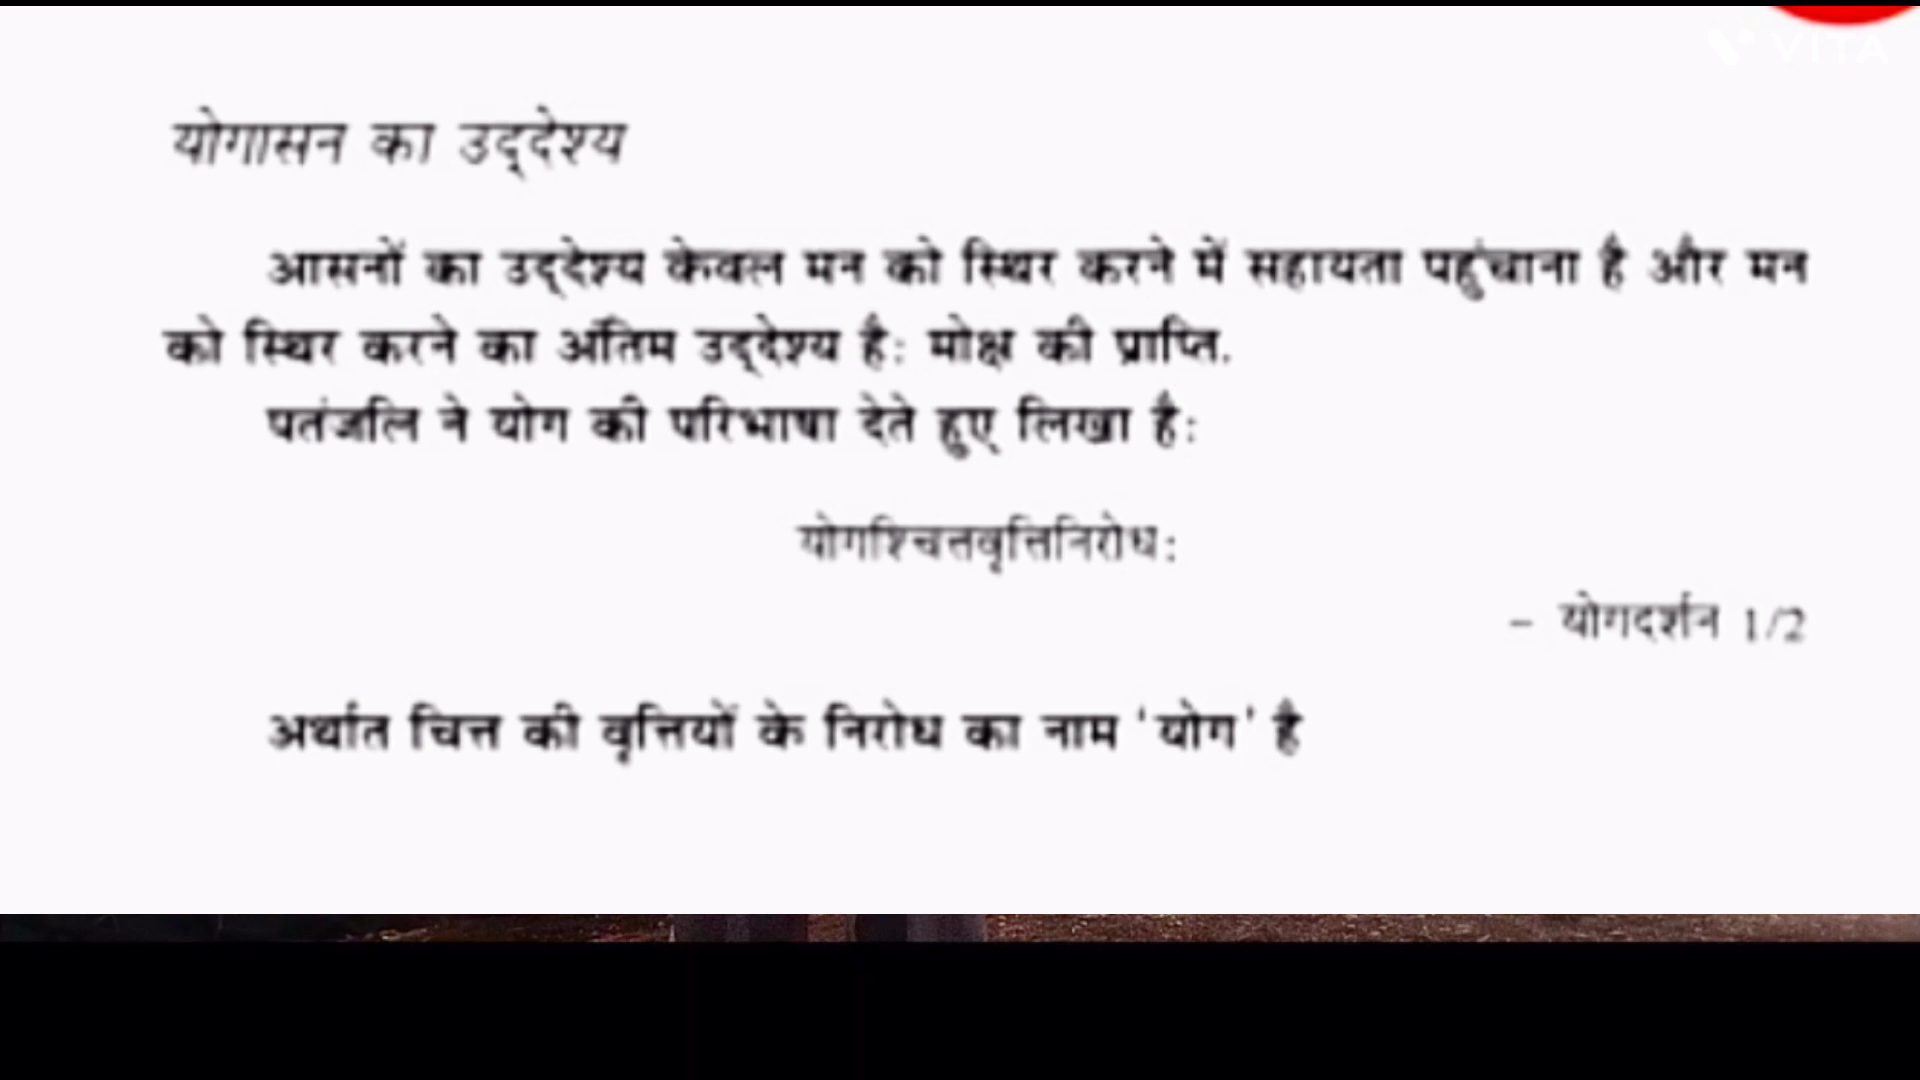 VITA
योगासन का उद्देश्य
आसनों का उद्देश्य केवल मन को स्थिर करने में सहायता पहुंचाना है और मन
को स्थिर करने का अंतिम उद्देश्य है: मोक्ष की प्राप्ति.
पतंजलि ने योग की परिभाषा देते हुए लिखा है:
योगश्चित्तवृत्तिनिरोध:
– योगदर्शन 1/2
अर्थात चित्त की वृत्तियों के निरोध का नाम 'योग' है